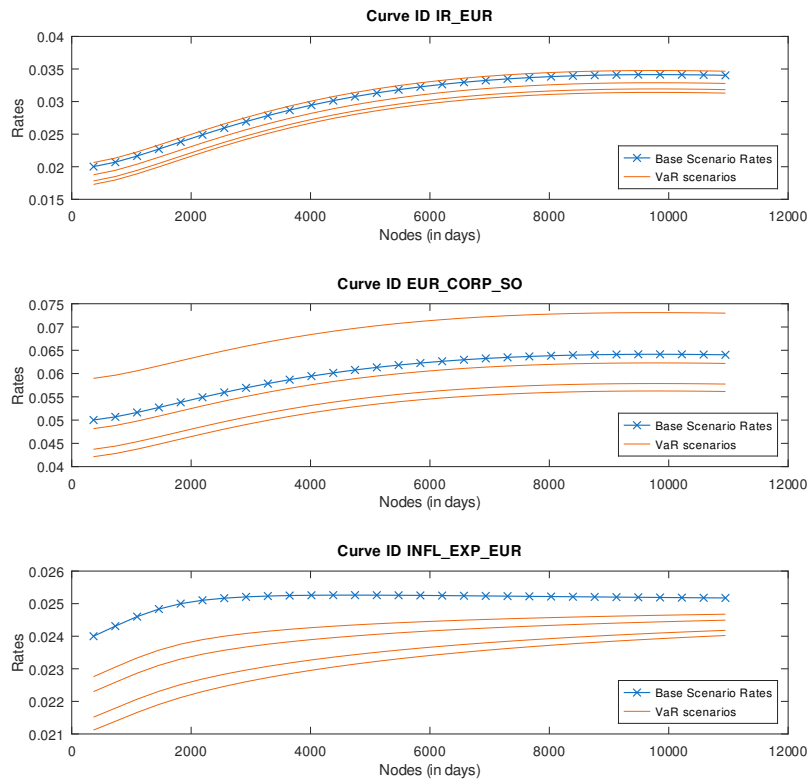 Curve ID IR_EUR
0.04
0.035
0.03
0.025
0.02
0.015
Rates
0 2000 4000 6000 8000 10000 12000
Nodes (in days)
Base Scenario Rates
VaR scenarios
Curve ID EUR_CORP_SO
0.075
0.07
0.065
0.06
0.055
0.05
0.045
0.04
Rates
0 2000 4000 6000 8000 10000 12000
Nodes (in days)
Base Scenario Rates
VaR scenarios
Curve ID INFL_EXP_EUR
0.026
0.025
0.024
0.023
0.022
0.021
Rates
0 2000 4000 6000 8000 10000 12000
Nodes (in days)
Base Scenario Rates
VaR scenarios